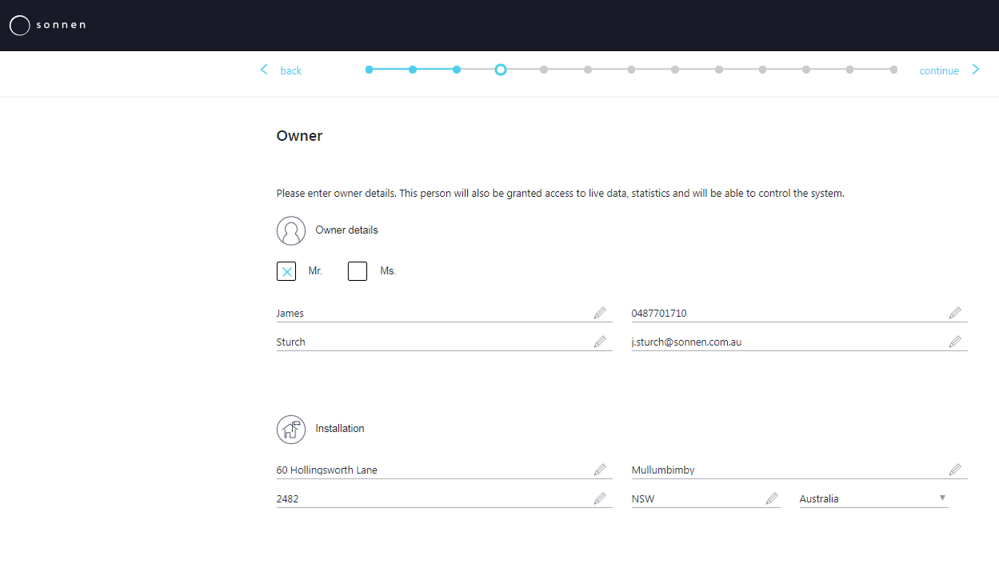 sonnen
back
continue
Owner
Please enter owner details. This person will also be granted access to live data, statistics and will be able to control the system.
Owner details
Mr. Ms.
James 0487701710
Sturch j.sturch@sonnen.com.au
Installation
60 Hollingsworth Lane Mullumbimby
2482 NSW Australia